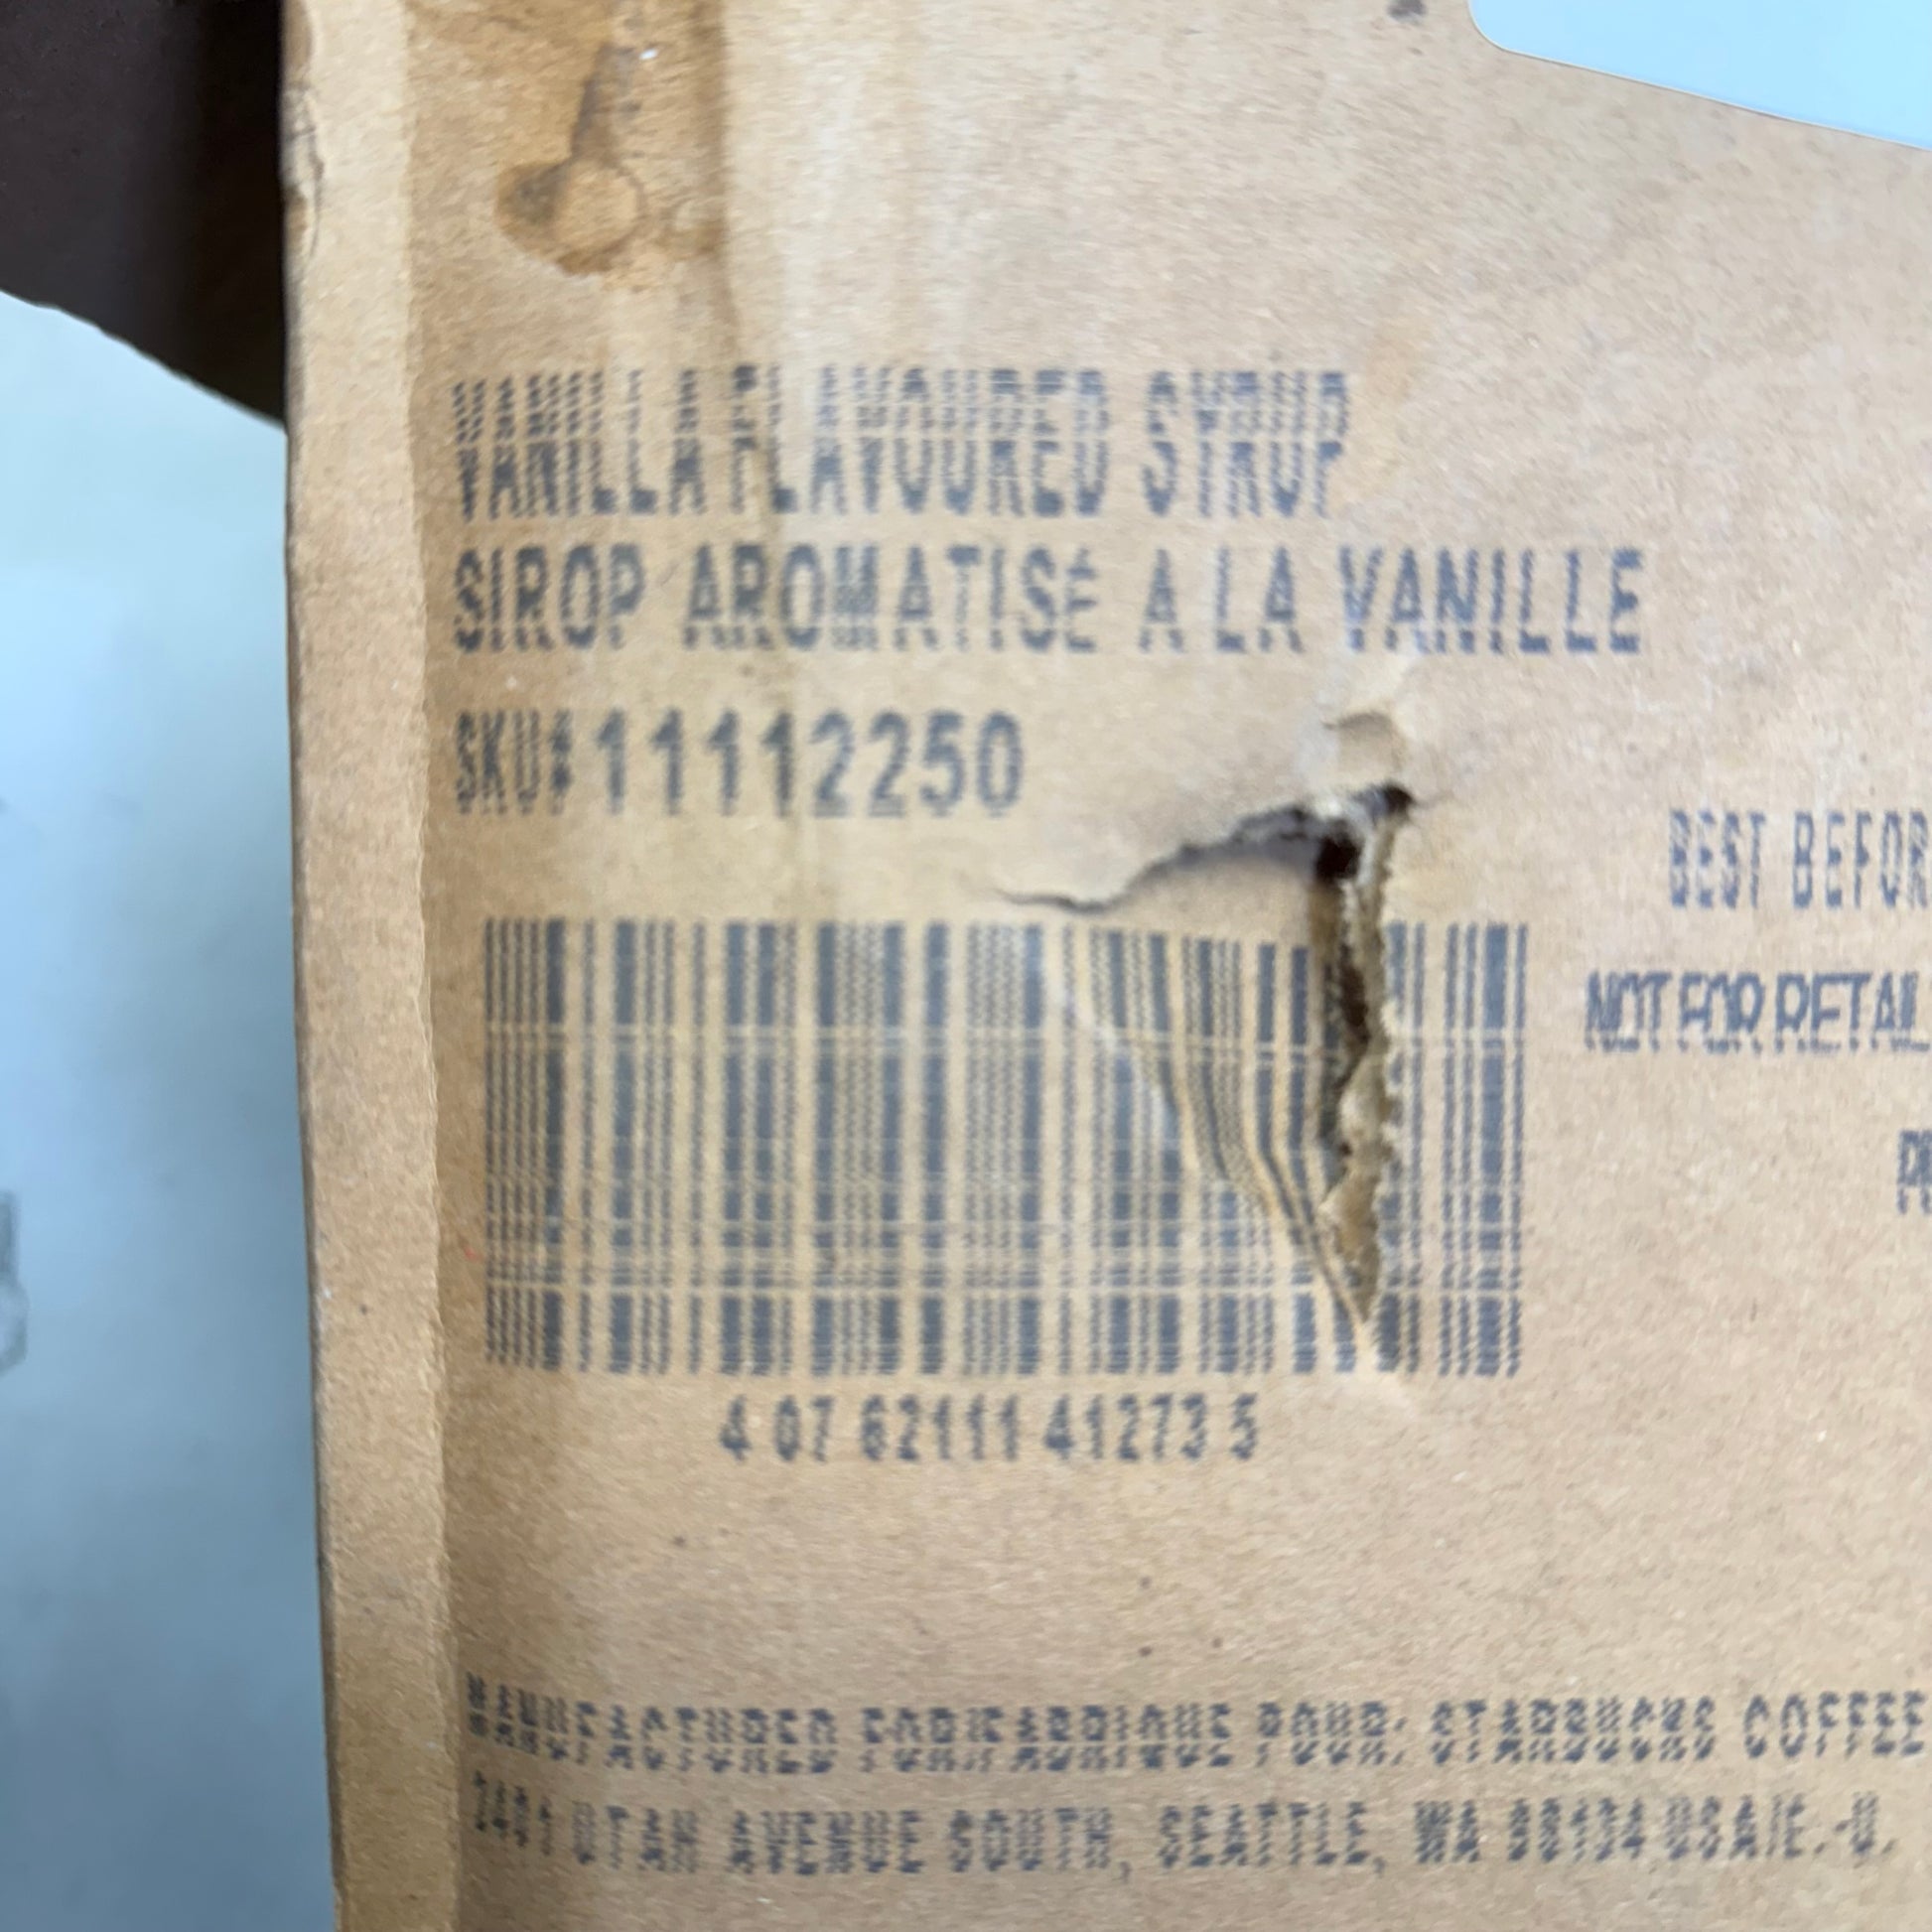 VANILLA FLAVOURED SYRUP
SIROP AROMATISÉ A LA VANILLE
SKU# 11112250
BEST BEFOR
NOT FOR RETAIL
4 07 62111 41273 5
MANUFACTURED FOR/FABRIQUE POUR: STARBUCKS COFFEE
2401 UTAH AVENUE SOUTH, SEATTLE, WA 98134 USA/E.-U.